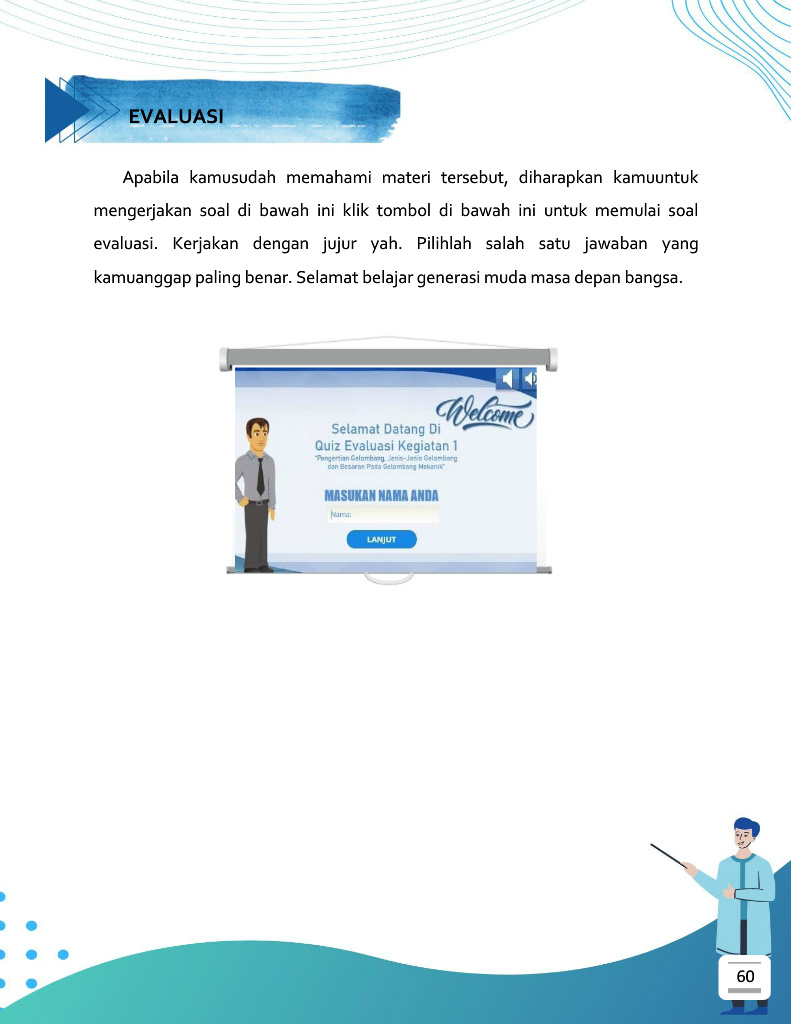 EVALUASI
Apabila kamusudah memahami materi tersebut, diharapkan kamuuntuk
mengerjakan soal di bawah ini klik tombol di bawah ini untuk memulai soal
evaluasi. Kerjakan dengan jujur yah. Pilihlah salah satu jawaban yang
kamuanggap paling benar. Selamat belajar generasi muda masa depan bangsa.
Welcome
Selamat Datang Di
Quiz Evaluasi Kegiatan 1
"Pengertian Gelombang, Jenis-Jenis Gelombang
dan Besaran Pada Gelombang Mekanik"
MASUKAN NAMA ANDA
Nama:
LANJUT
60